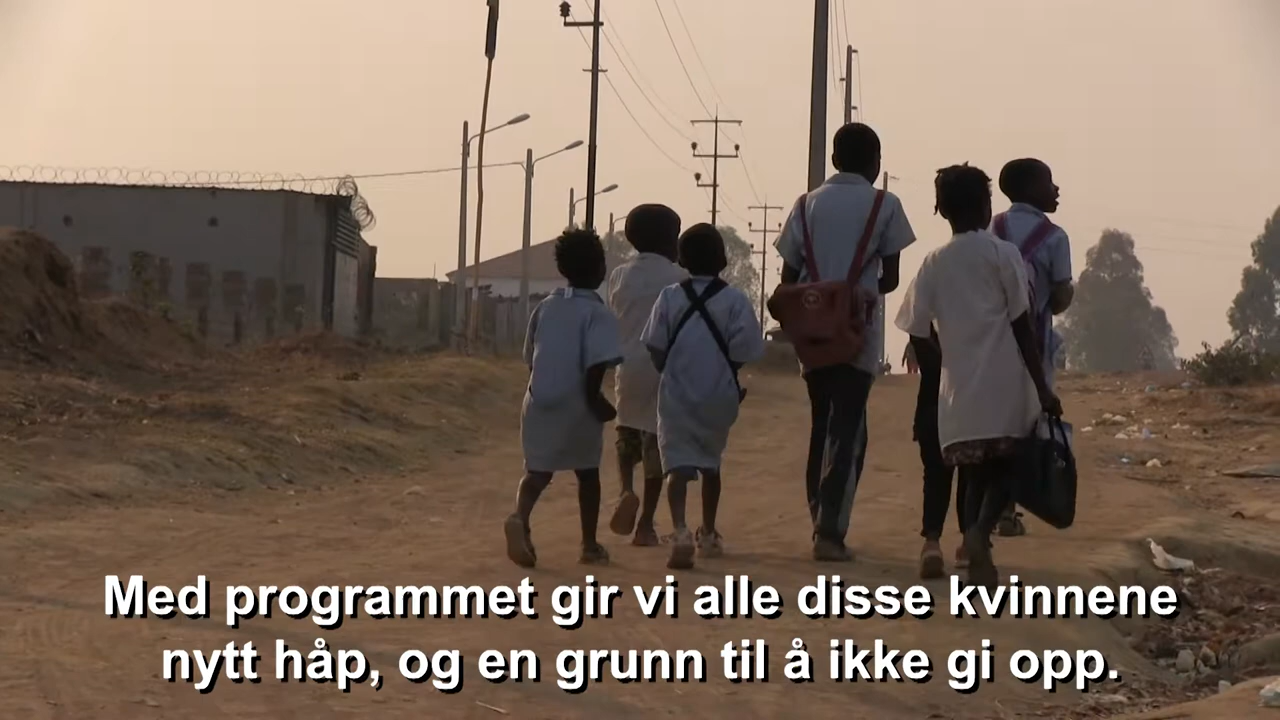 Med programmet gir vi alle disse kvinnene
nytt håp, og en grunn til å ikke gi opp.